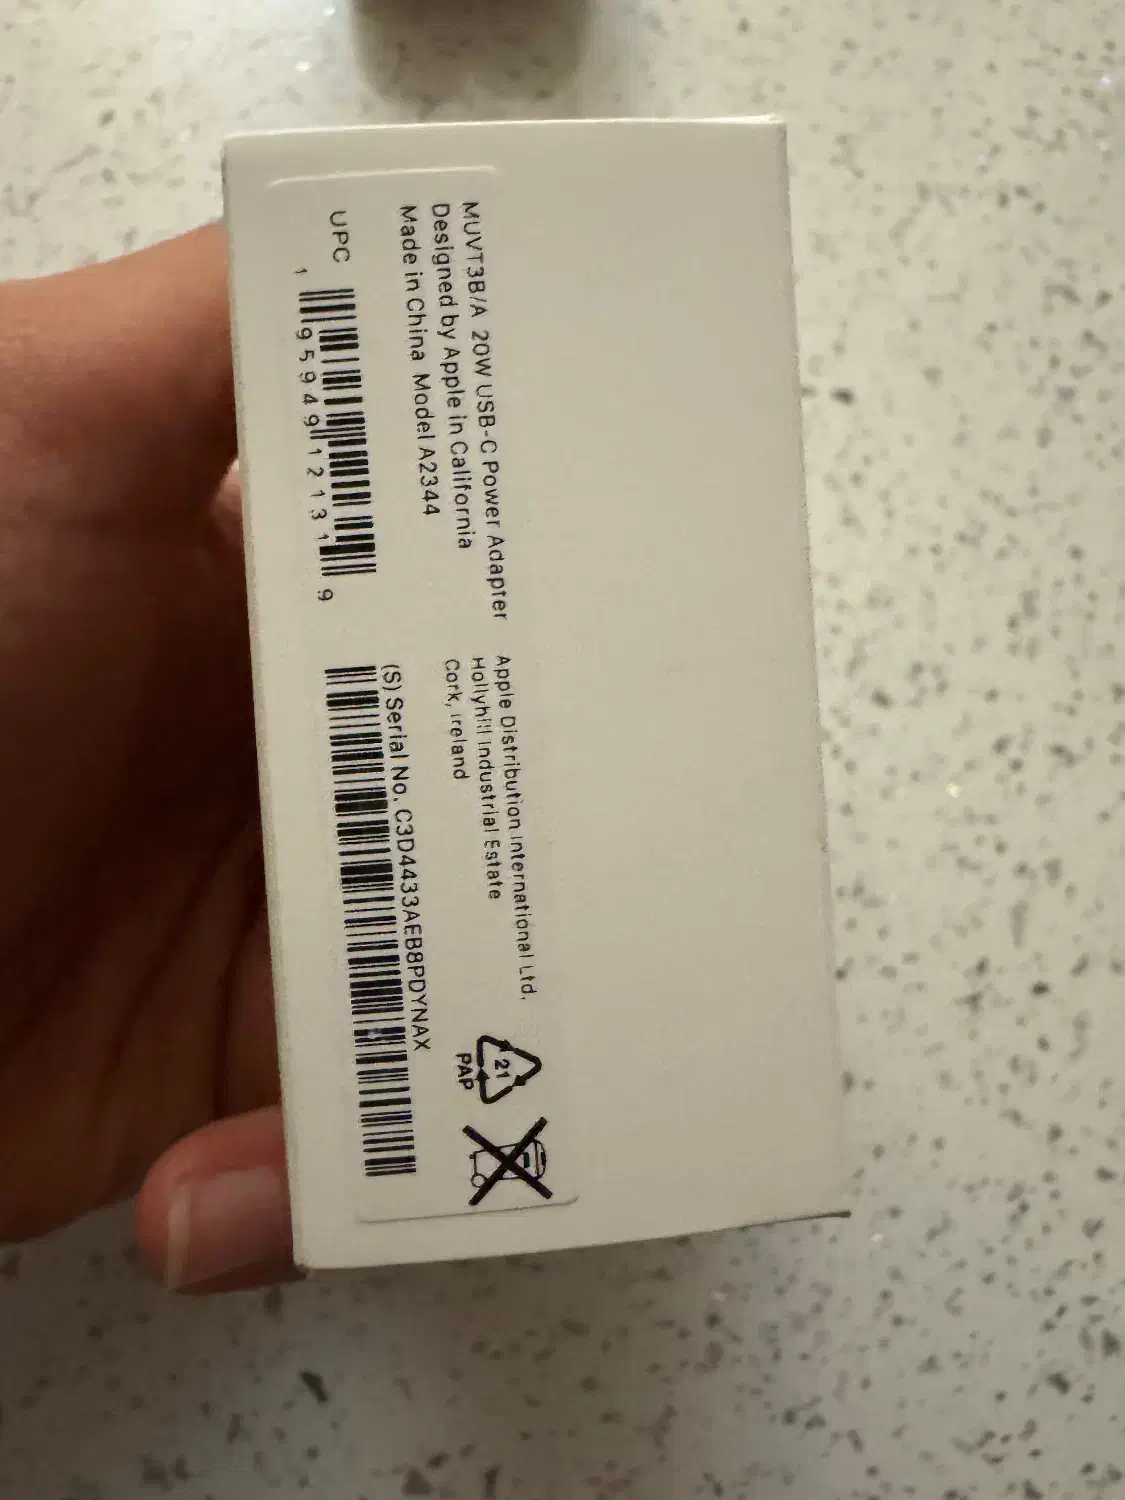 MUVT3B/A 20W USB-C Power Adapter
Designed by Apple in California
Made in China Model A2344
UPC
1 95949 12131 9
Apple Distribution International Ltd.
Hollyhill Industrial Estate
Cork, Ireland
(S) Serial No. C3D4433AEB8PDYNAX
21
PAP